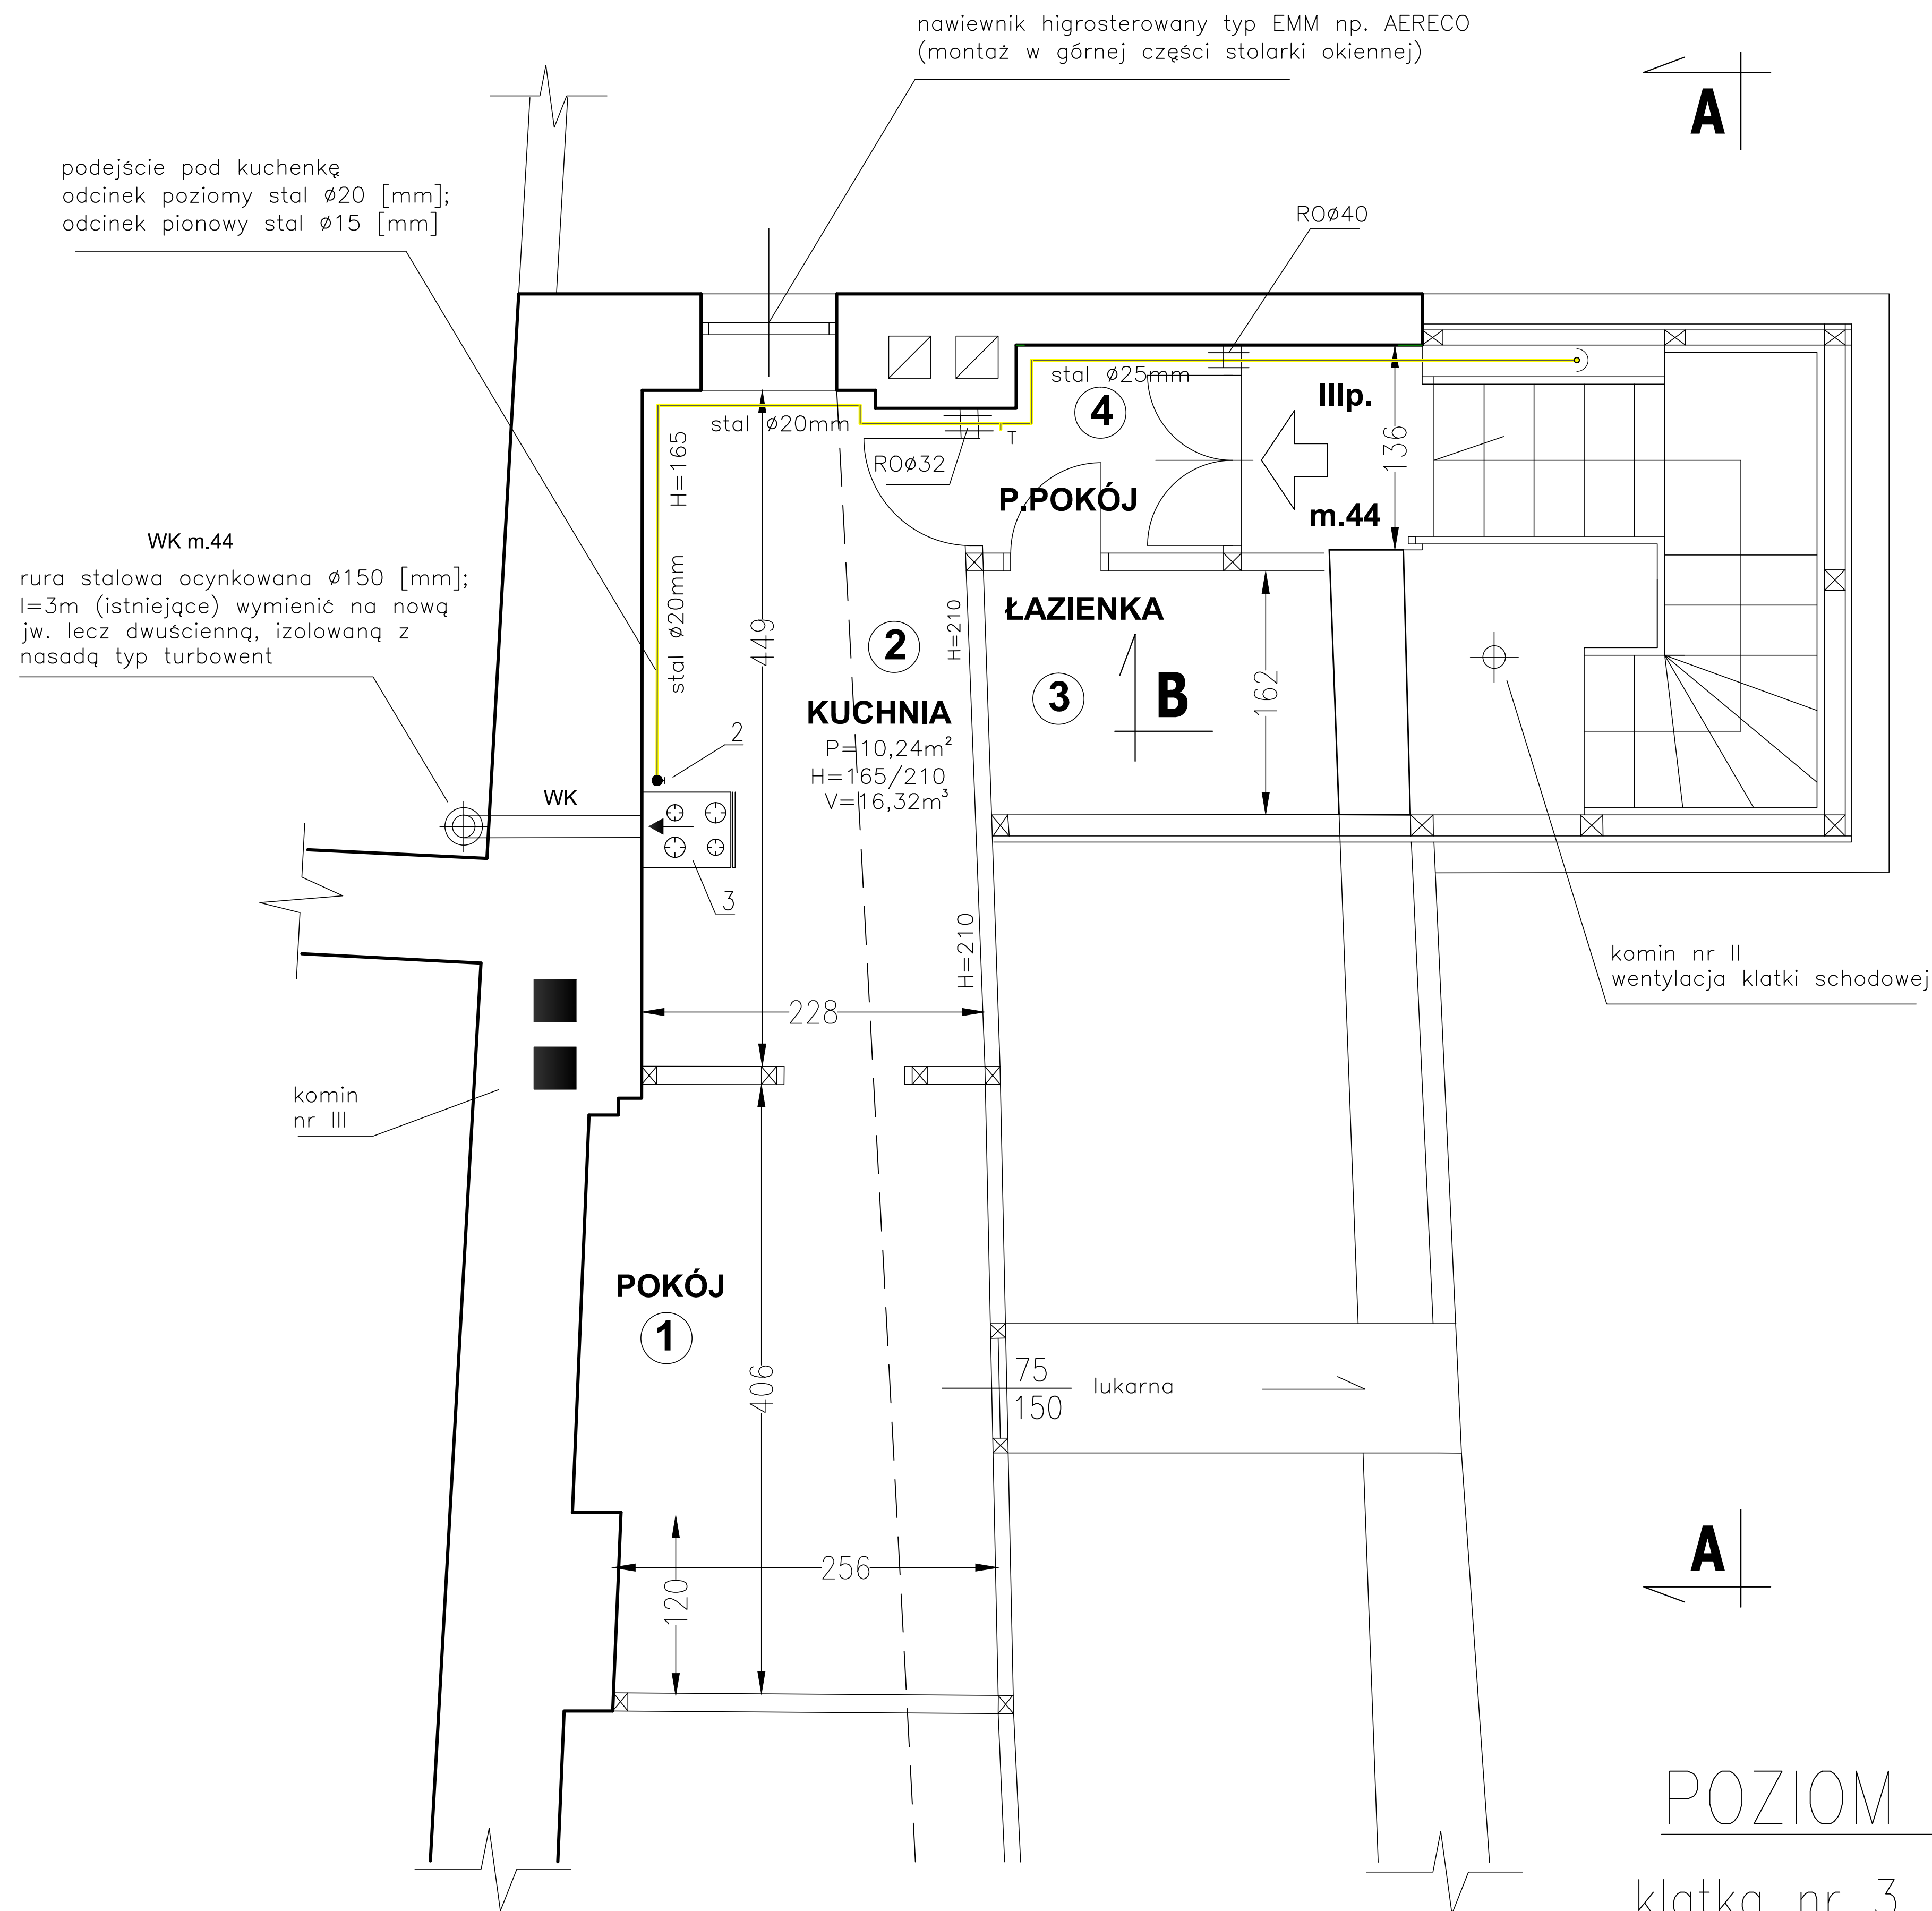 nawiewnik higrosterowany typ EMM np. AERECO
(montaż w górnej części stolarki okiennej)
A
podejście pod kuchenkę
odcinek poziomy stal ø20 [mm];
odcinek pionowy stal ø15 [mm]
ROø40
stal ø25mm
4
IIIp.
136
stal ø20mm
T
H=165
ROø32
P.POKÓJ
m.44
WK m.44
rura stalowa ocynkowana ø150 [mm];
l=3m (istniejące) wymienić na nową
jw. lecz dwuścienną, izolowaną z
nasadą typ turbowent
stal ø20mm
449
2
H=210
ŁAZIENKA
3
B
162
KUCHNIA
P=10,24m²
H=165/210
V=16,32m³
2
WK
3
H=210
komin nr II
wentylacja klatki schodowej
228
komin
nr III
POKÓJ
1
406
75
150
lukarna
A
256
120
POZIOM
klatka nr 3